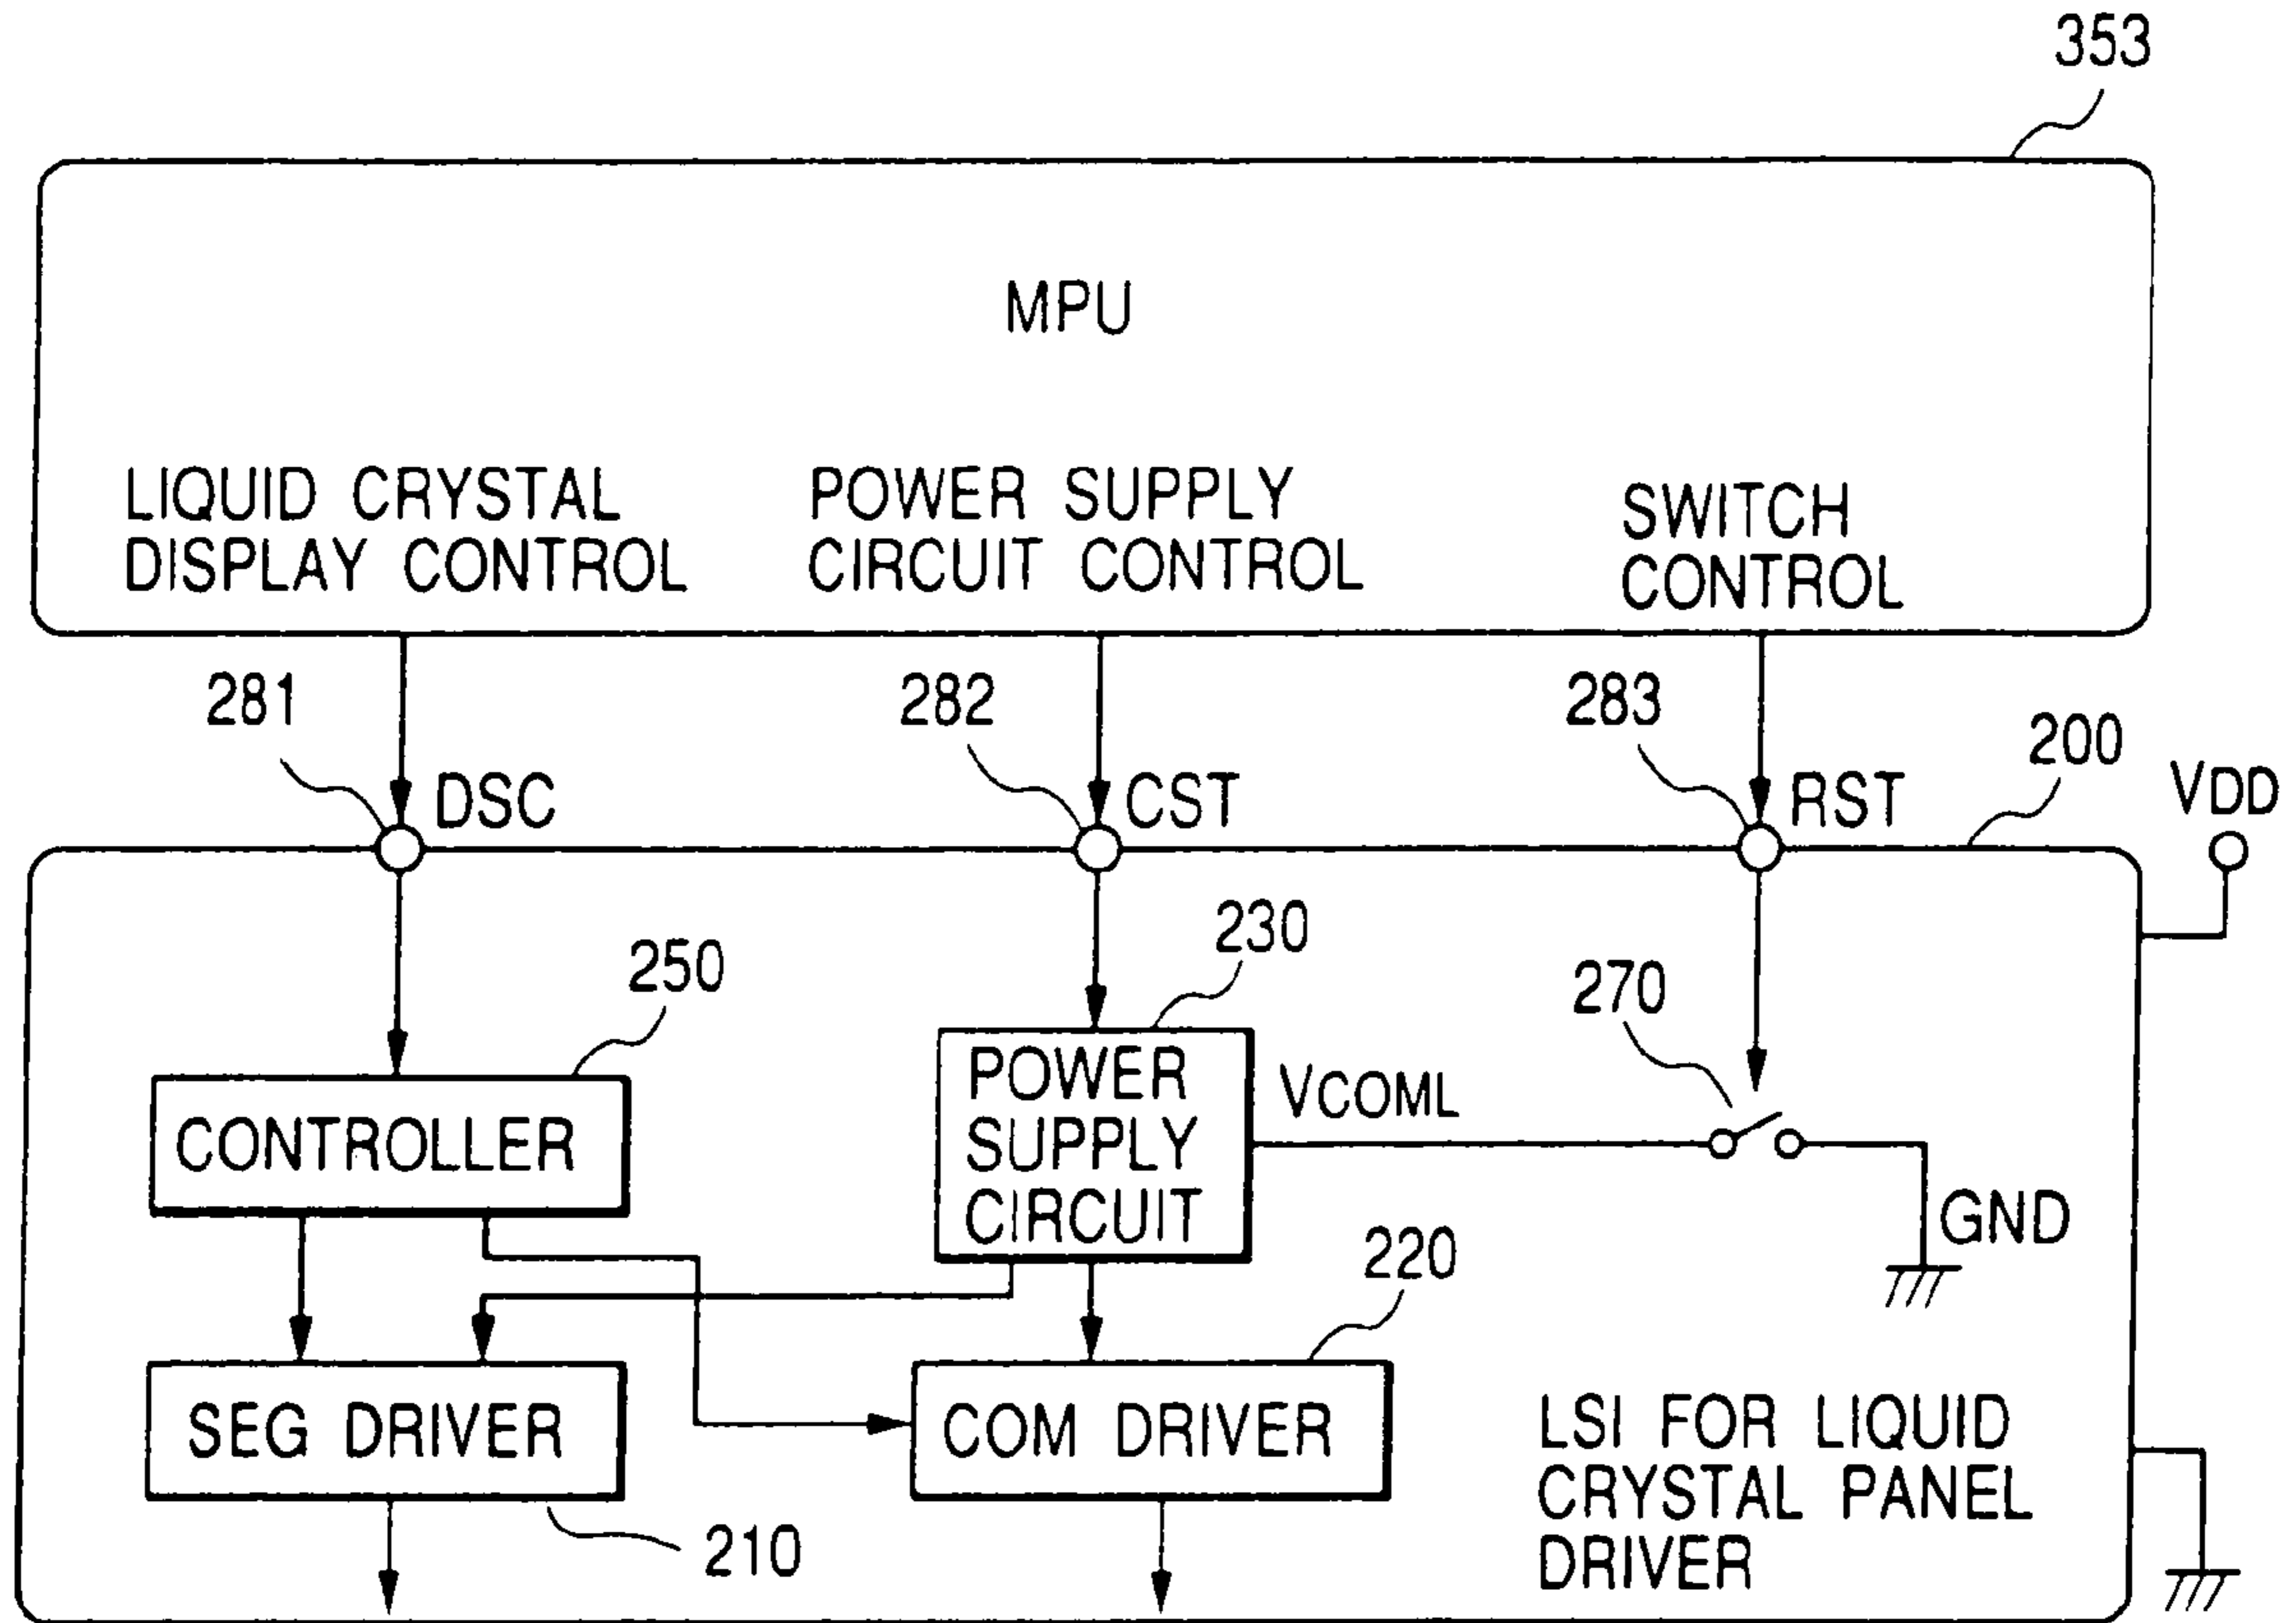 353
MPU
LIQUID CRYSTAL
DISPLAY CONTROL
POWER SUPPLY
CIRCUIT CONTROL
SWITCH
CONTROL
281
DSC
282
CST
283
RST
200
VDD
250
CONTROLLER
230
POWER
SUPPLY
CIRCUIT
VCOML
270
GND
220
SEG DRIVER
210
COM DRIVER
LSI FOR LIQUID
CRYSTAL PANEL
DRIVER